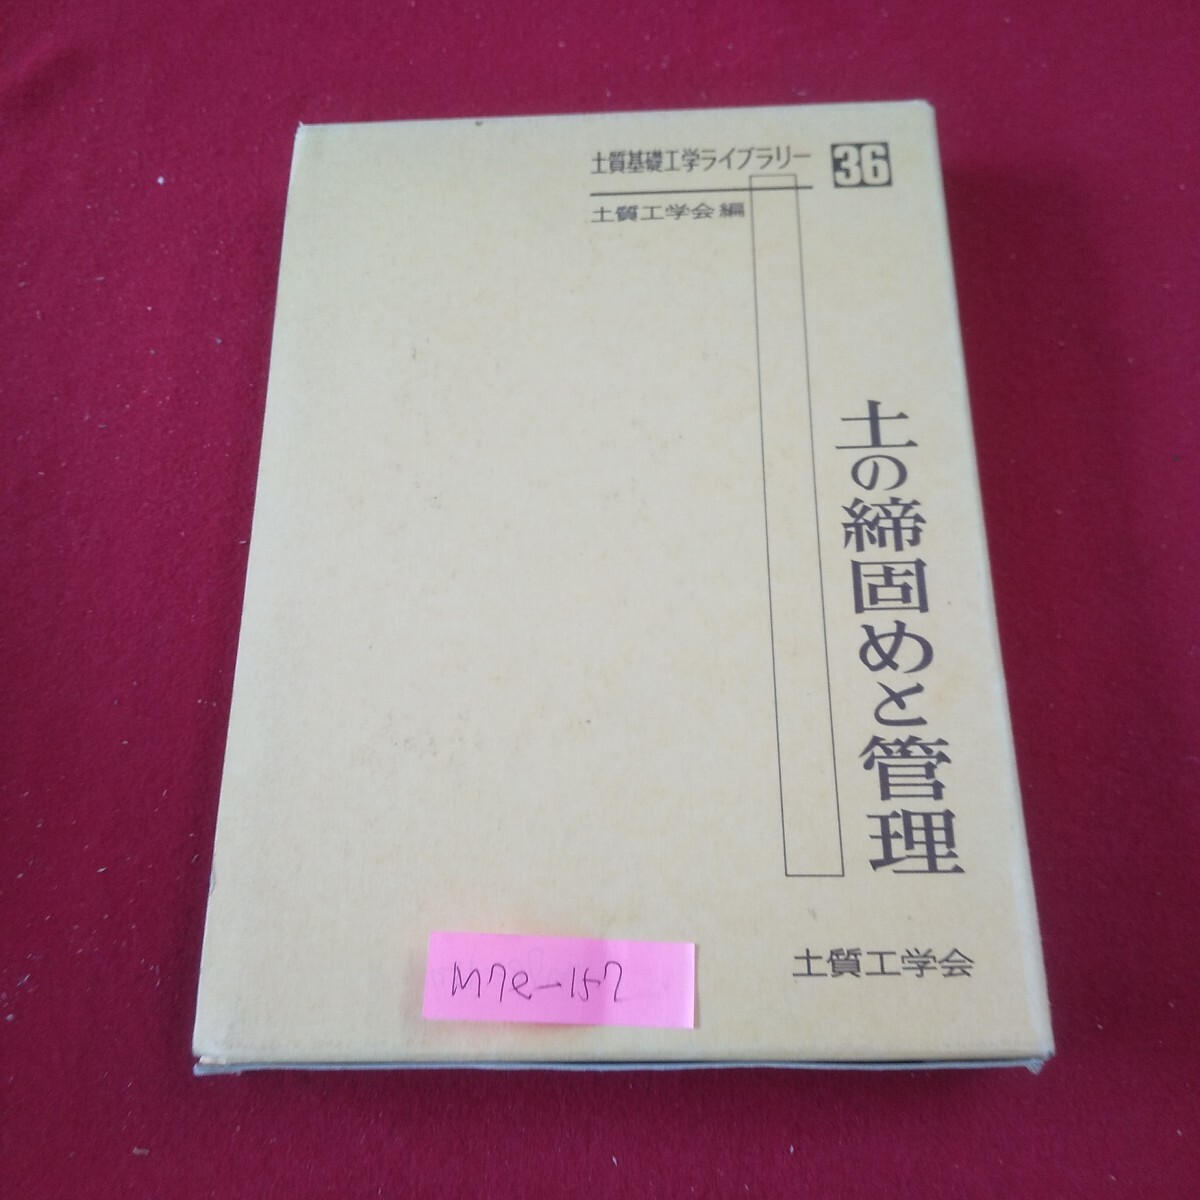 土質基礎工学ライブラリー 36
土質工学会編
土の締固めと管理
土質工学会
M7e-157